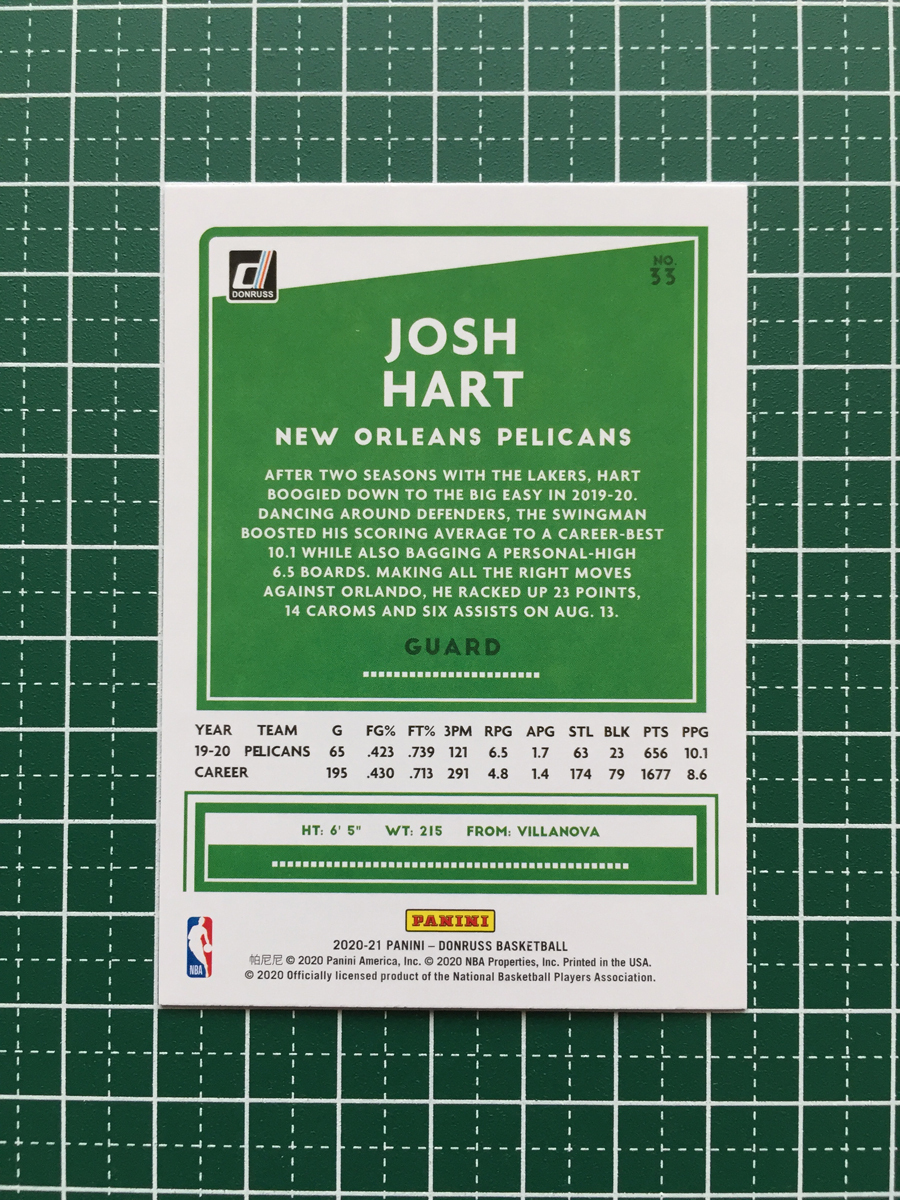 DONRUSS
NO.
33
JOSH
HART
NEW ORLEANS PELICANS
AFTER TWO SEASONS WITH THE LAKERS, HART
BOOGIED DOWN TO THE BIG EASY IN 2019-20.
DANCING AROUND DEFENDERS, THE SWINGMAN
BOOSTED HIS SCORING AVERAGE TO A CAREER-BEST
10.1 WHILE ALSO BAGGING A PERSONAL-HIGH
6.5 BOARDS. MAKING ALL THE RIGHT MOVES
AGAINST ORLANDO, HE RACKED UP 23 POINTS,
14 CAROMS AND SIX ASSISTS ON AUG. 13.
GUARD
YEAR TEAM G FG% FT% 3PM RPG APG STL BLK PTS PPG
19-20 PELICANS 65 .423 .739 121 6.5 1.7 63 23 656 10.1
CAREER 195 .430 .713 291 4.8 1.4 174 79 1677 8.6
HT: 6' 5" WT: 215 FROM: VILLANOVA
PANINI
2020-21 PANINI – DONRUSS BASKETBALL
帕尼尼 © 2020 Panini America, Inc. © 2020 NBA Properties, Inc. Printed in the USA.
© 2020 Officially licensed product of the National Basketball Players Association.
NBA